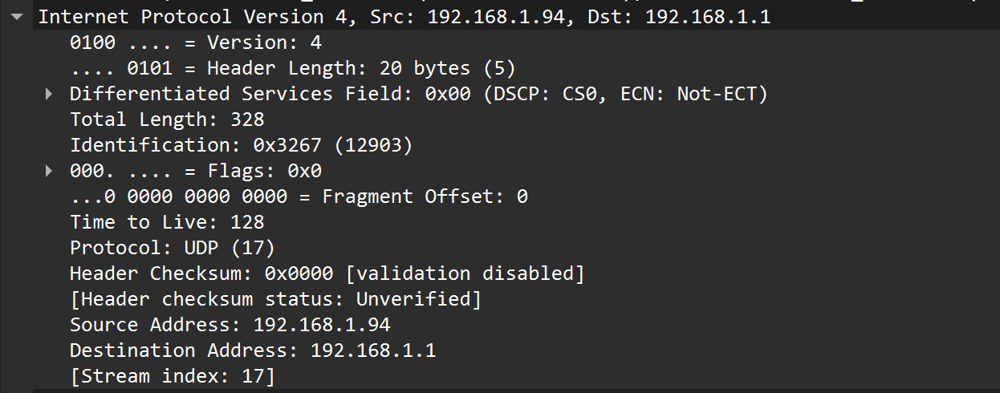 Internet Protocol Version 4, Src: 192.168.1.94, Dst: 192.168.1.1
0100 .... = Version: 4
.... 0101 = Header Length: 20 bytes (5)
Differentiated Services Field: 0x00 (DSCP: CS0, ECN: Not-ECT)
Total Length: 328
Identification: 0x3267 (12903)
000. .... = Flags: 0x0
...0 0000 0000 0000 = Fragment Offset: 0
Time to Live: 128
Protocol: UDP (17)
Header Checksum: 0x0000 [validation disabled]
[Header checksum status: Unverified]
Source Address: 192.168.1.94
Destination Address: 192.168.1.1
[Stream index: 17]